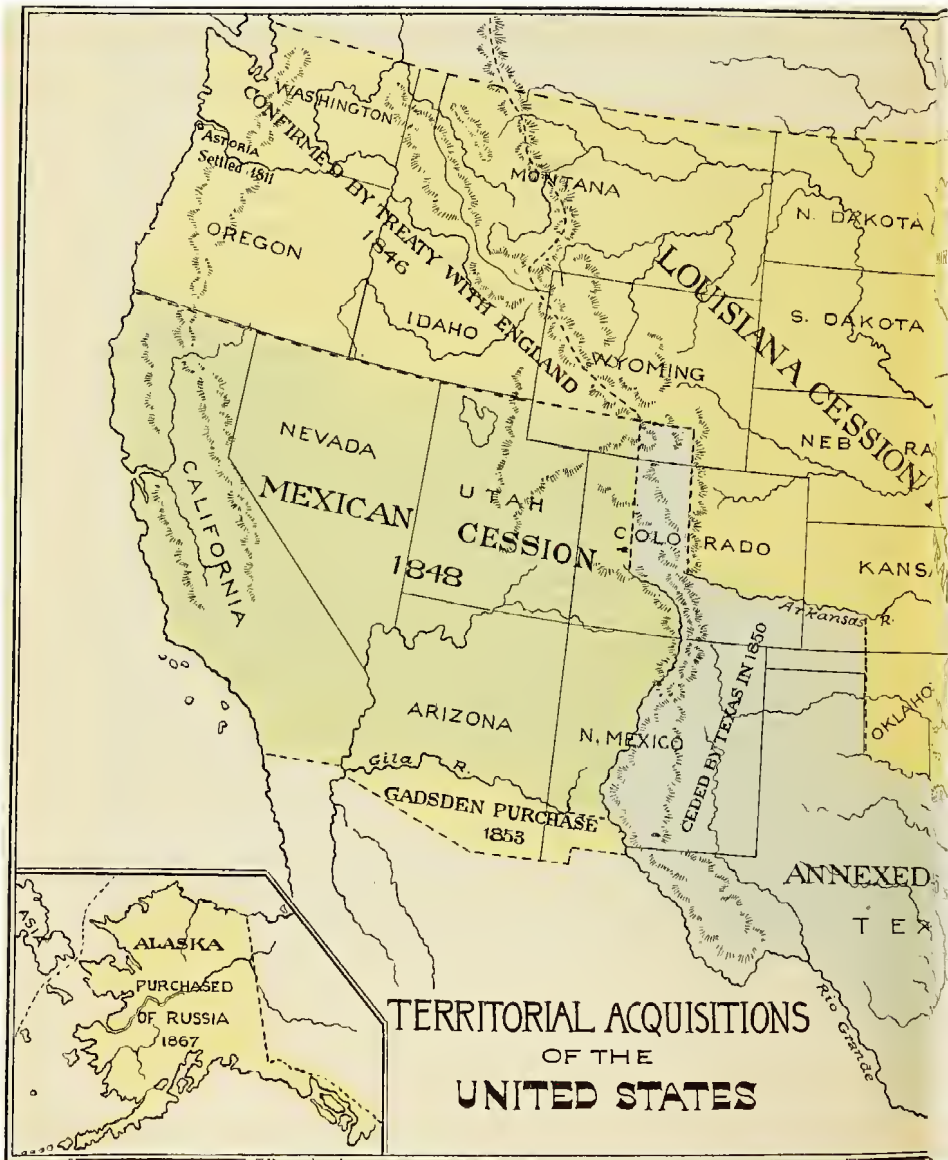 WASHINGTON
CONFIRMED BY TREATY WITH ENGLAND
1846
ASTORIA
Settled 1811
OREGON
IDAHO
MONTANA
N. DAKOTA
S. DAKOTA
LOUISIANA CESSION
WYOMING
NEB RA
NEVADA
UTAH
COLO RADO
KANS
CALIFORNIA
MEXICAN
CESSION
1848
Arkansas R.
OKLAHO
ARIZONA
N. MEXICO
CEDED BY TEXAS IN 1850
Gila R.
GADSDEN PURCHASE
1853
ANNEXED
TEX
Rio Grande
ASIA
ALASKA
PURCHASED
OF RUSSIA
1867
TERRITORIAL ACQUISITIONS
OF THE
UNITED STATES